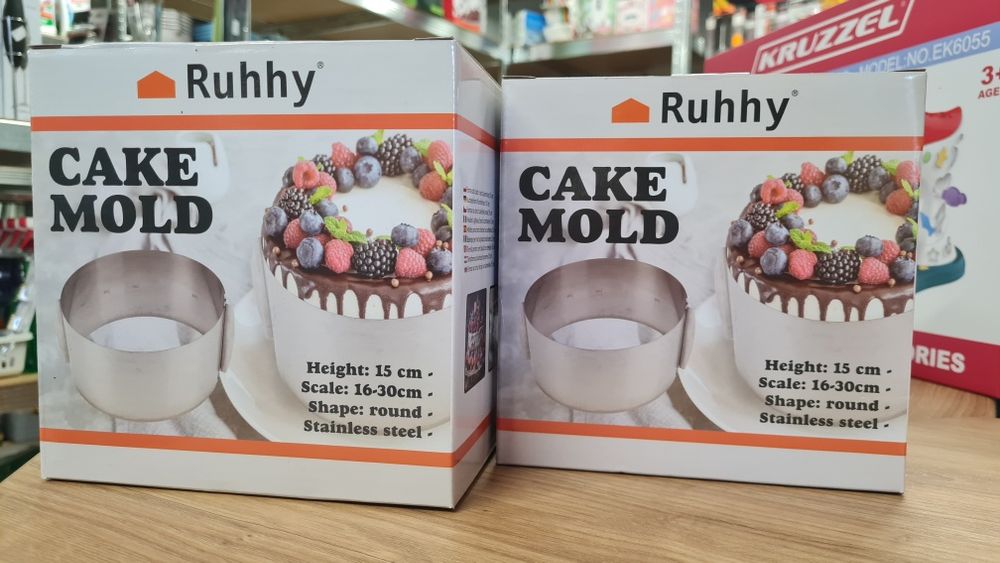 Ruhhy®
CAKE
MOLD
Height: 15 cm -
Scale: 16-30cm -
Shape: round -
Stainless steel -
Ruhhy®
CAKE
MOLD
Height: 15 cm -
Scale: 16-30cm -
Shape: round -
Stainless steel -
KRUZZEL
MODEL:NO.EK6055
3+
AGE
ORIES